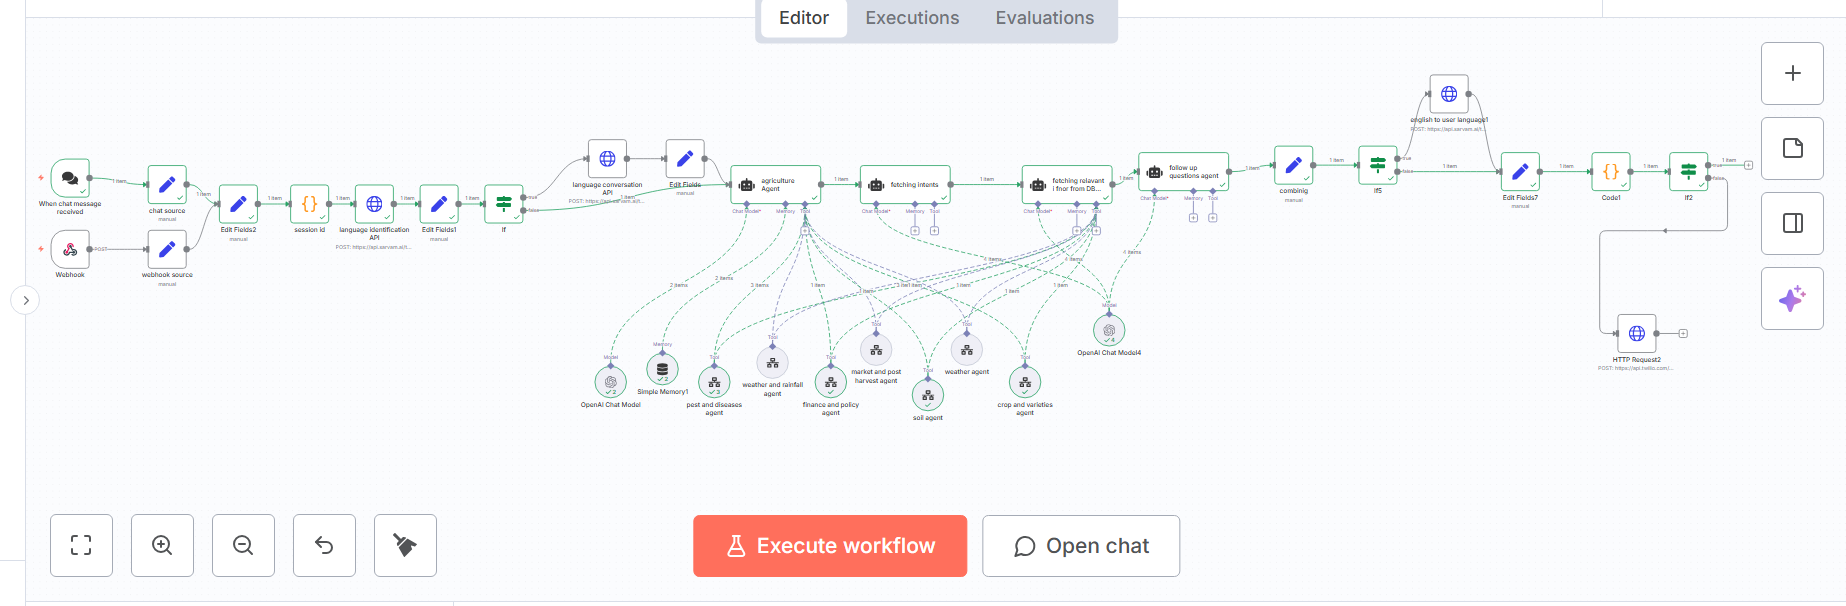 Editor
Executions
Evaluations
When chat message
received
1 item
chat source
manual
Webhook
POST
webhook source
manual
1 item
Edit Fields2
manual
1 item
session id
1 item
language identification
API
POST: https://api.sarvam.ai/t...
1 item
Edit Fields1
manual
1 item
If
true
false
language conversation
API
POST: https://api.sarvam.ai/t...
1 item
Edit Fields
manual
agriculture
Agent
Chat Model*
Memory
Tool
1 item
fetching intents
Chat Model*
Memory
Tool
1 item
fetching relevant
i fnor from DB...
Chat Model*
Memory
Tool
1 item
follow up
questions agent
Chat Model*
Memory
Tool
1 item
combinig
manual
1 item
If5
true
false
english to user language1
POST: https://api.sarvam.ai/t...
1 item
Edit Fields7
manual
1 item
Code1
1 item
If2
true
false
1 item
2 items
2 items
3 items
1 item
1 item
3 items
1 item
1 item
1 item
1 item
4 items
4 items
4 items
Model
2
OpenAI Chat Model
Memory
2
Simple Memory1
Tool
3
pest and diseases
agent
Tool
weather and rainfall
agent
Tool
finance and policy
agent
Tool
market and post
harvest agent
Tool
soil agent
Tool
weather agent
Tool
crop and varieties
agent
Model
4
OpenAI Chat Model4
HTTP Request2
POST: https://api.twilio.com/...
Execute workflow
Open chat